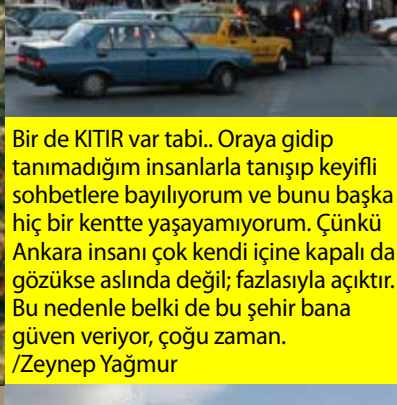 Bir de KITIR var tabi.. Oraya gidip
tanımadığım insanlarla tanışıp keyifli
sohbetlere bayılıyorum ve bunu başka
hiç bir kentte yaşayamıyorum. Çünkü
Ankara insanı çok kendi içine kapalı da
gözükse aslında değil; fazlasıyla açıktır.
Bu nedenle belki de bu şehir bana
güven veriyor, çoğu zaman.
/Zeynep Yağmur